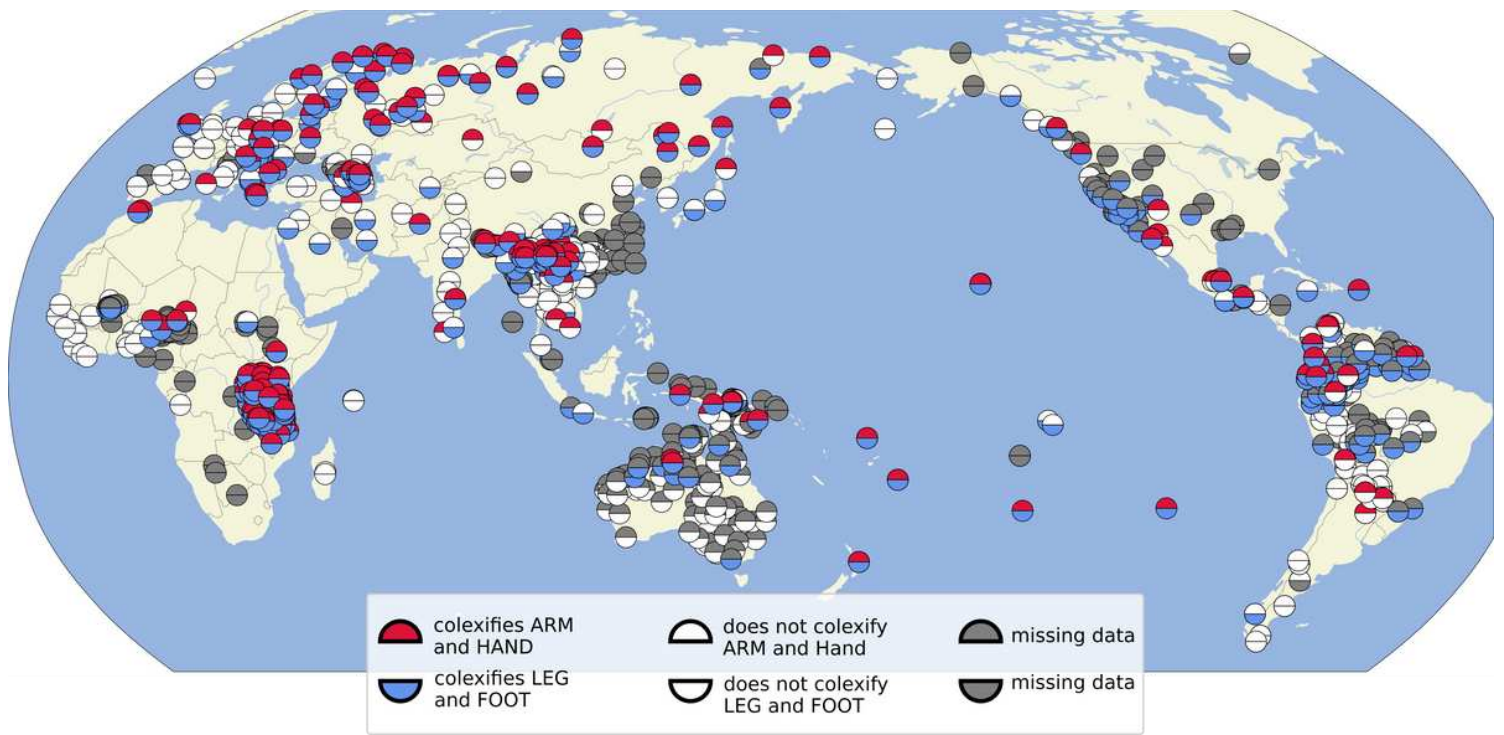 colexifies ARM
and HAND
does not colexify
ARM and Hand
missing data
colexifies LEG
and FOOT
does not colexify
LEG and FOOT
missing data